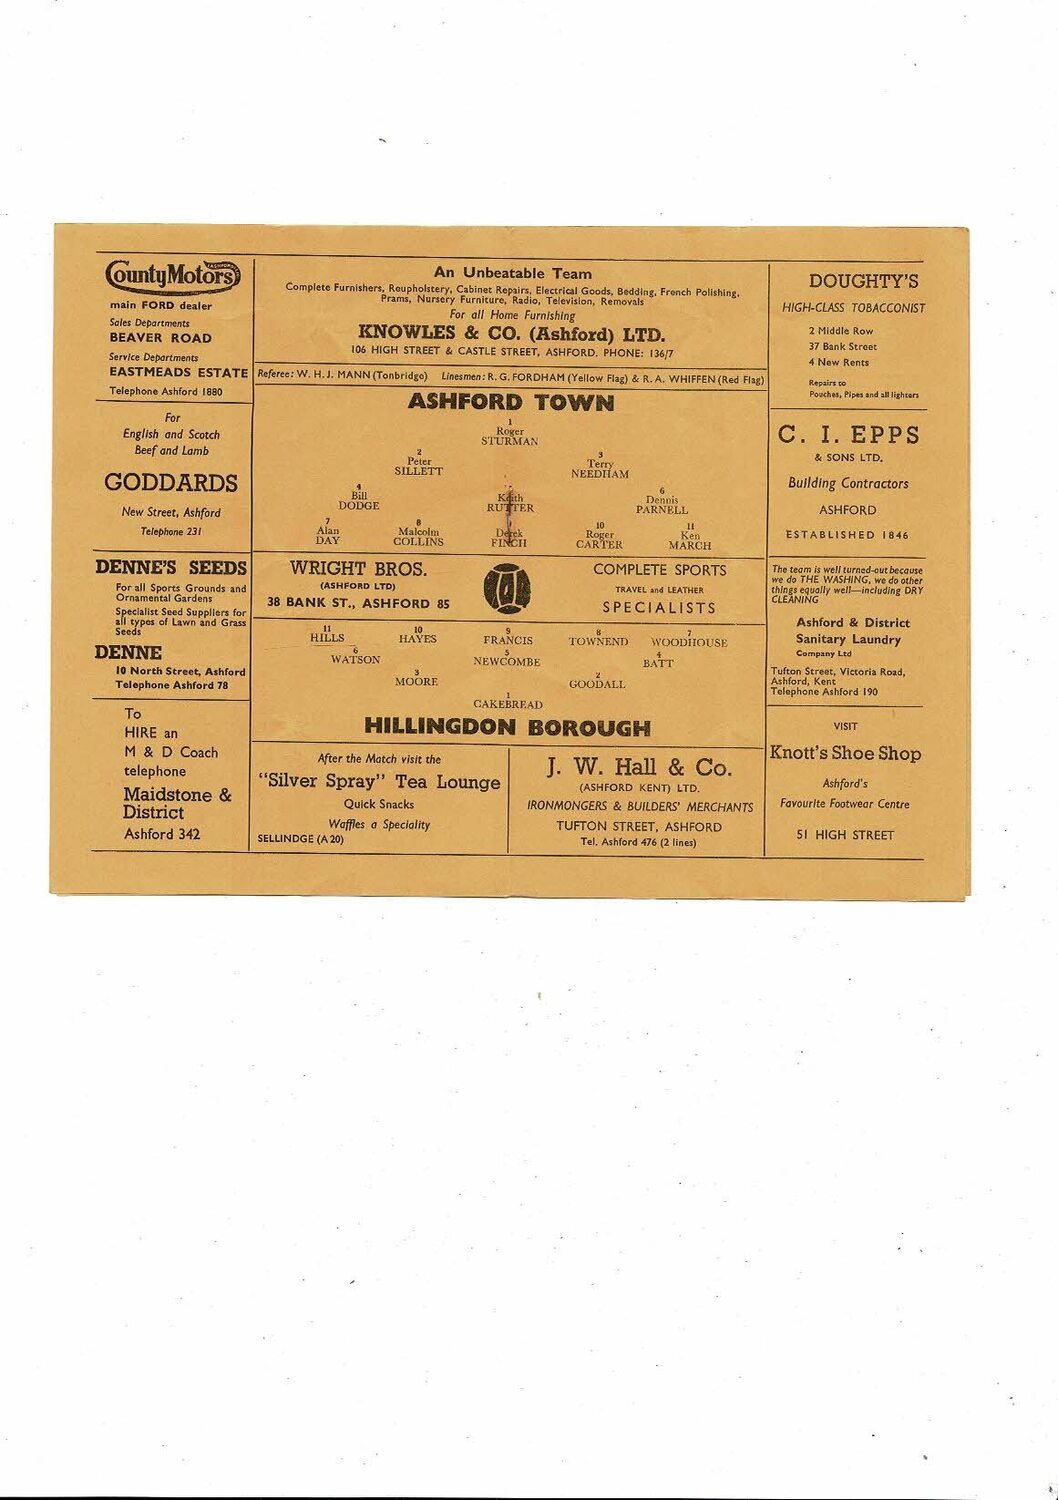 County Motors
ASHFORD
main FORD dealer
Sales Departments
BEAVER ROAD
Service Departments
EASTMEADS ESTATE
Telephone Ashford 1880
For
English and Scotch
Beef and Lamb
GODDARDS
New Street, Ashford
Telephone 231
DENNE'S SEEDS
For all Sports Grounds and
Ornamental Gardens
Specialist Seed Suppliers for
all types of Lawn and Grass
Seeds
DENNE
10 North Street, Ashford
Telephone Ashford 78
To
HIRE an
M & D Coach
telephone
Maidstone &
District
Ashford 342
An Unbeatable Team
Complete Furnishers, Reupholstery, Cabinet Repairs, Electrical Goods, Bedding, French Polishing,
Prams, Nursery Furniture, Radio, Television, Removals
For all Home Furnishing
KNOWLES & CO. (Ashford) LTD.
106 HIGH STREET & CASTLE STREET, ASHFORD. PHONE: 136/7
Referee: W. H. J. MANN (Tonbridge) Linesmen: R. G. FORDHAM (Yellow Flag) & R. A. WHIFFEN (Red Flag)
ASHFORD TOWN
1
Roger
STURMAN
2 3
Peter Terry
SILLETT NEEDHAM
4 6
Bill Keith Dennis
DODGE RUTTER PARNELL
7 8 10 11
Alan Malcolm Derek Roger Ken
DAY COLLINS FINCH CARTER MARCH
WRIGHT BROS. COMPLETE SPORTS
(ASHFORD LTD) TRAVEL and LEATHER
38 BANK ST., ASHFORD 85 SPECIALISTS
11 10 9 8 7
HILLS HAYES FRANCIS TOWNEND WOODHOUSE
6 5 4
WATSON NEWCOMBE BATT
3 2
MOORE GOODALL
1
CAKEBREAD
HILLINGDON BOROUGH
After the Match visit the
"Silver Spray" Tea Lounge
Quick Snacks
Waffles a Speciality
SELLINDGE (A20)
J. W. Hall & Co.
(ASHFORD KENT) LTD.
IRONMONGERS & BUILDERS' MERCHANTS
TUFTON STREET, ASHFORD
Tel. Ashford 476 (2 lines)
DOUGHTY'S
HIGH-CLASS TOBACCONIST
2 Middle Row
37 Bank Street
4 New Rents
Repairs to
Pouches, Pipes and all lighters
C. I. EPPS
& SONS LTD.
Building Contractors
ASHFORD
ESTABLISHED 1846
The team is well turned-out because
we do THE WASHING, we do other
things equally well—including DRY
CLEANING
Ashford & District
Sanitary Laundry
Company Ltd
Tufton Street, Victoria Road,
Ashford, Kent
Telephone Ashford 190
VISIT
Knott's Shoe Shop
Ashford's
Favourite Footwear Centre
51 HIGH STREET